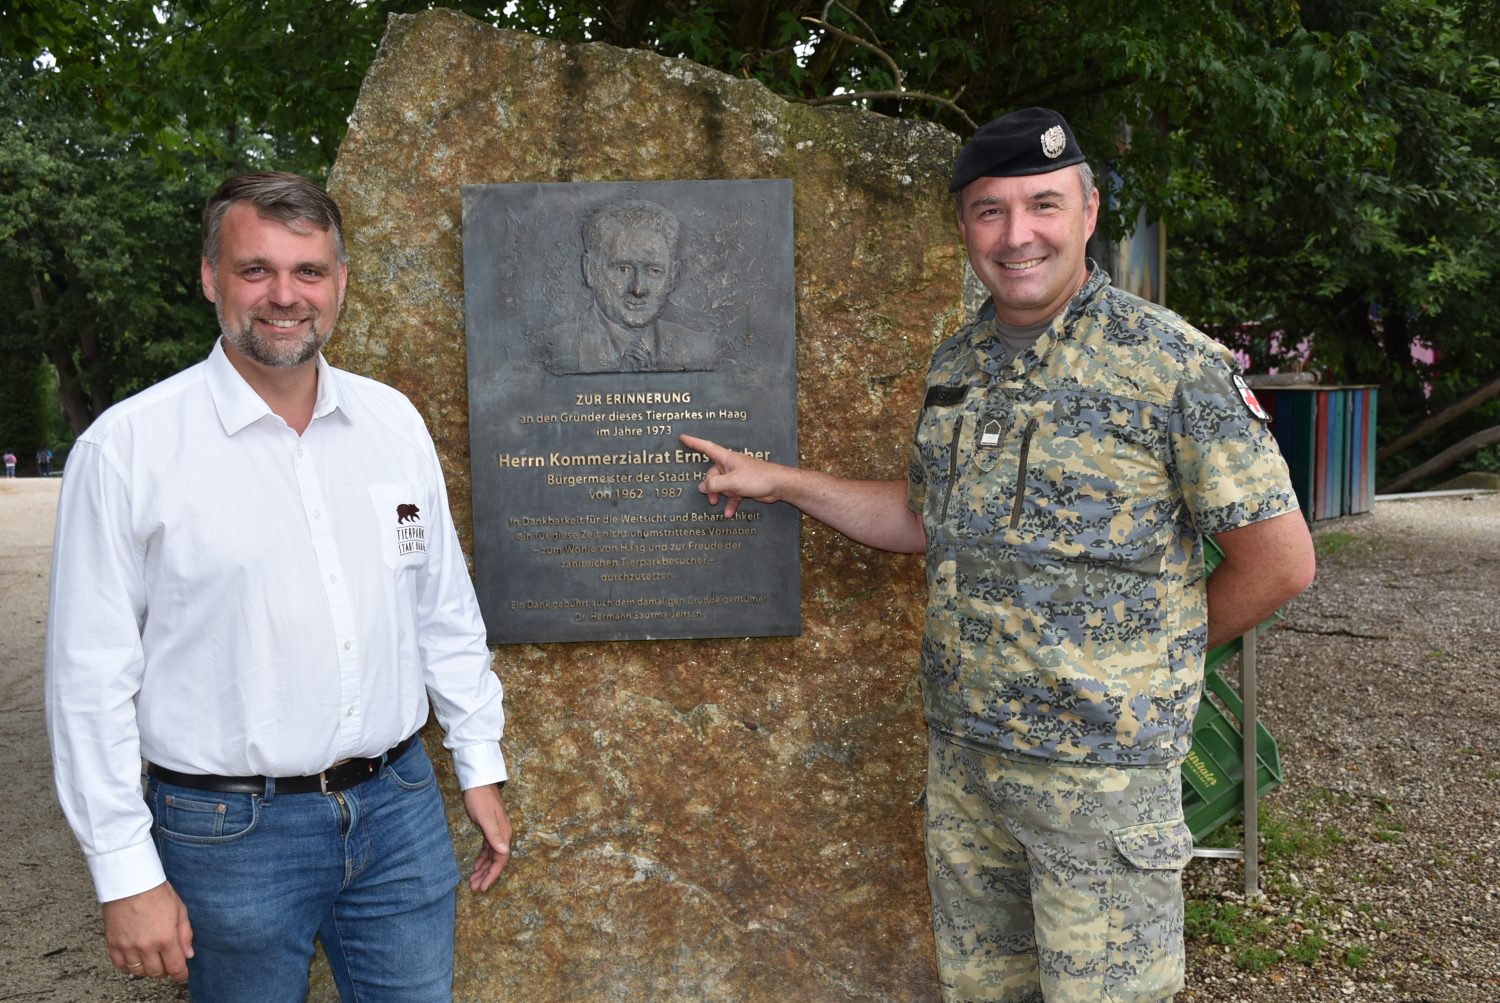 ZUR ERINNERUNG
an den Gründer dieses Tierparkes in Haag
im Jahre 1973
Herrn Kommerzialrat Erns
Bürgermeister der Stadt
von 1962 - 1987
In Dankbarkeit für die Weitsicht und Beharrlichkeit,
ein für diese Zeit nicht unumstrittenes Vorhaben
– zum Wohle von Haag und zur Freude der
zahlreichen Tierparkbesucher –
durchzusetzen.
Ein Dank gebührt auch dem damaligen Grundeigentümer
Dr. Hermann Saurma-Jeltsch
TIERPARK
STADT HAAG